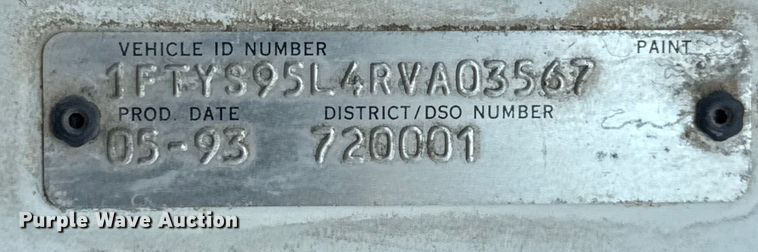 VEHICLE ID NUMBER PAINT
1FTYS95L4RVA03567
PROD. DATE DISTRICT/DSO NUMBER
05-93 720001
Purple Wave Auction